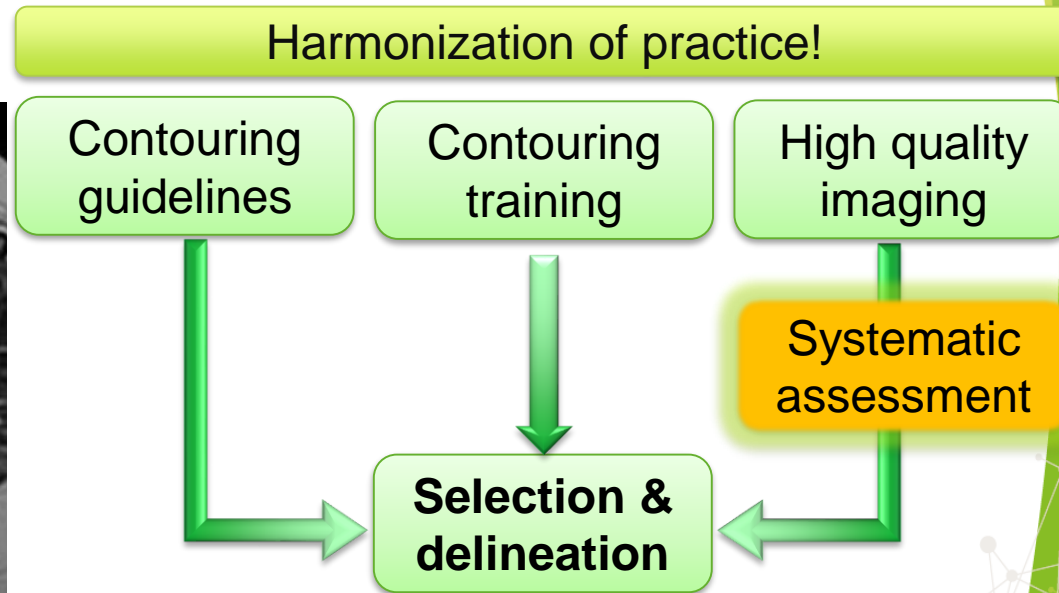 Harmonization of practice!
Contouring
guidelines
Contouring
training
High quality
imaging
Systematic
assessment
Selection &
delineation